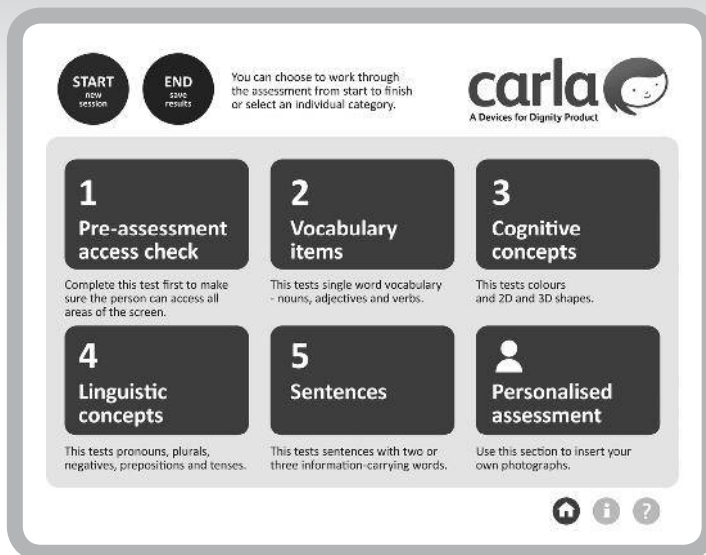 START
new
session
END
save
results
You can choose to work through
the assessment from start to finish
or select an individual category.
carla
A Devices for Dignity Product
1
Pre-assessment
access check
Complete this test first to make
sure the person can access all
areas of the screen.
2
Vocabulary
items
This tests single word vocabulary
- nouns, adjectives and verbs.
3
Cognitive
concepts
This tests colours
and 2D and 3D shapes.
4
Linguistic
concepts
This tests pronouns, plurals,
negatives, prepositions and tenses.
5
Sentences
This tests sentences with two or
three information-carrying words.
Personalised
assessment
Use this section to insert your
own photographs.
i
?